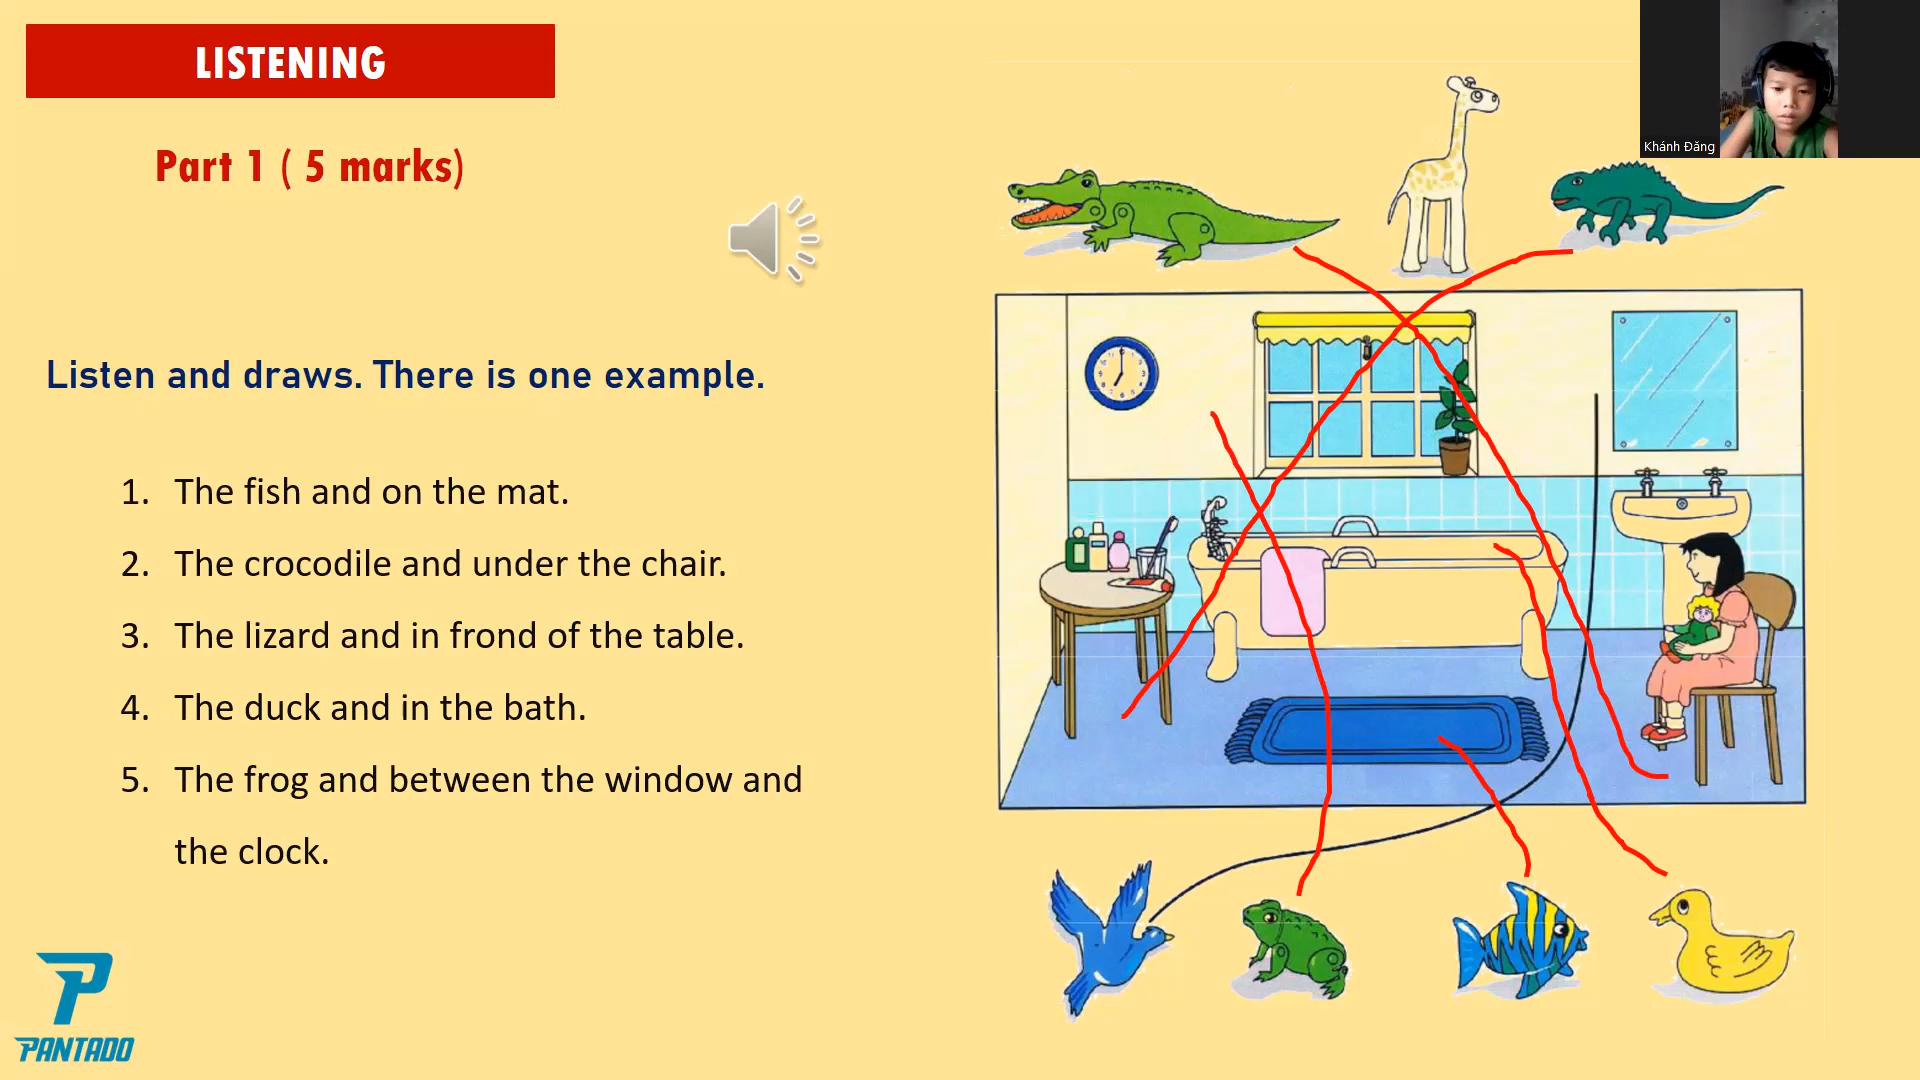 LISTENING
Part 1 ( 5 marks)
Khánh Đăng
Listen and draws. There is one example.
1. The fish and on the mat.
2. The crocodile and under the chair.
3. The lizard and in frond of the table.
4. The duck and in the bath.
5. The frog and between the window and
the clock.
PANTADO